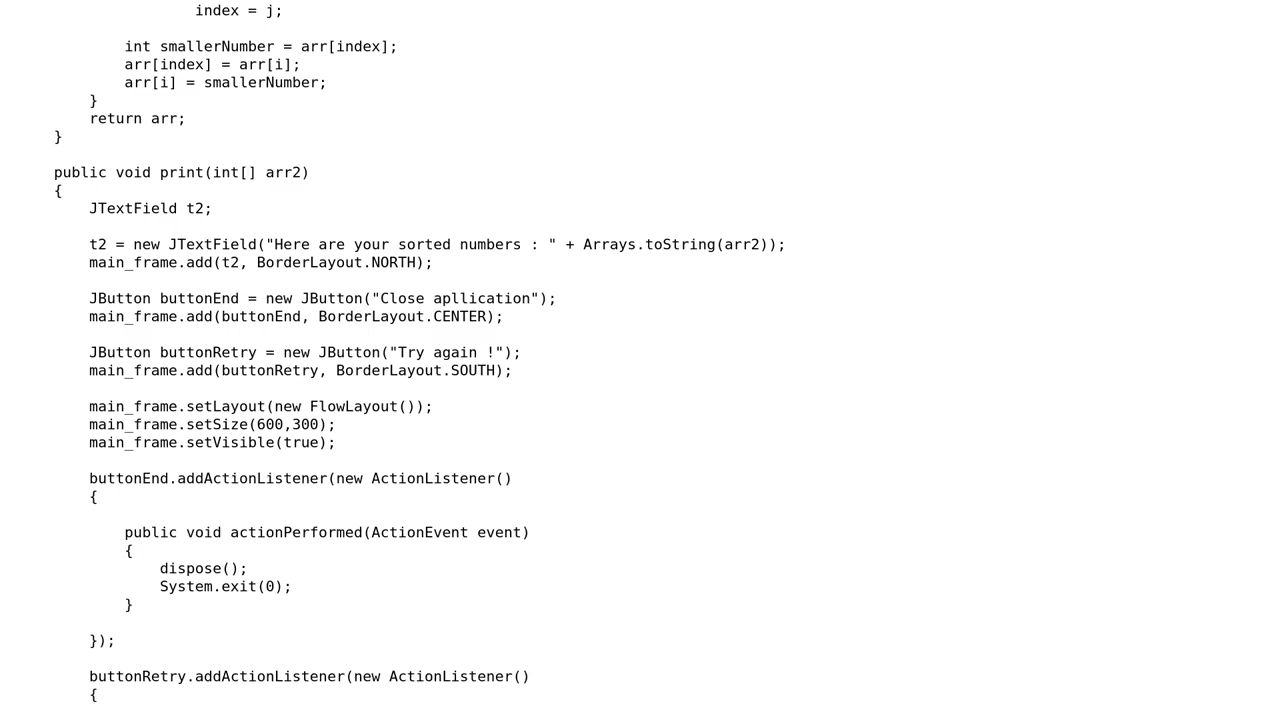 index = j;
int smallerNumber = arr[index];
arr[index] = arr[i];
arr[i] = smallerNumber;
}
return arr;
}
public void print(int[] arr2)
{
JTextField t2;
t2 = new JTextField("Here are your sorted numbers : " + Arrays.toString(arr2));
main_frame.add(t2, BorderLayout.NORTH);
JButton buttonEnd = new JButton("Close apllication");
main_frame.add(buttonEnd, BorderLayout.CENTER);
JButton buttonRetry = new JButton("Try again !");
main_frame.add(buttonRetry, BorderLayout.SOUTH);
main_frame.setLayout(new FlowLayout());
main_frame.setSize(600,300);
main_frame.setVisible(true);
buttonEnd.addActionListener(new ActionListener()
{
public void actionPerformed(ActionEvent event)
{
dispose();
System.exit(0);
}
});
buttonRetry.addActionListener(new ActionListener()
{